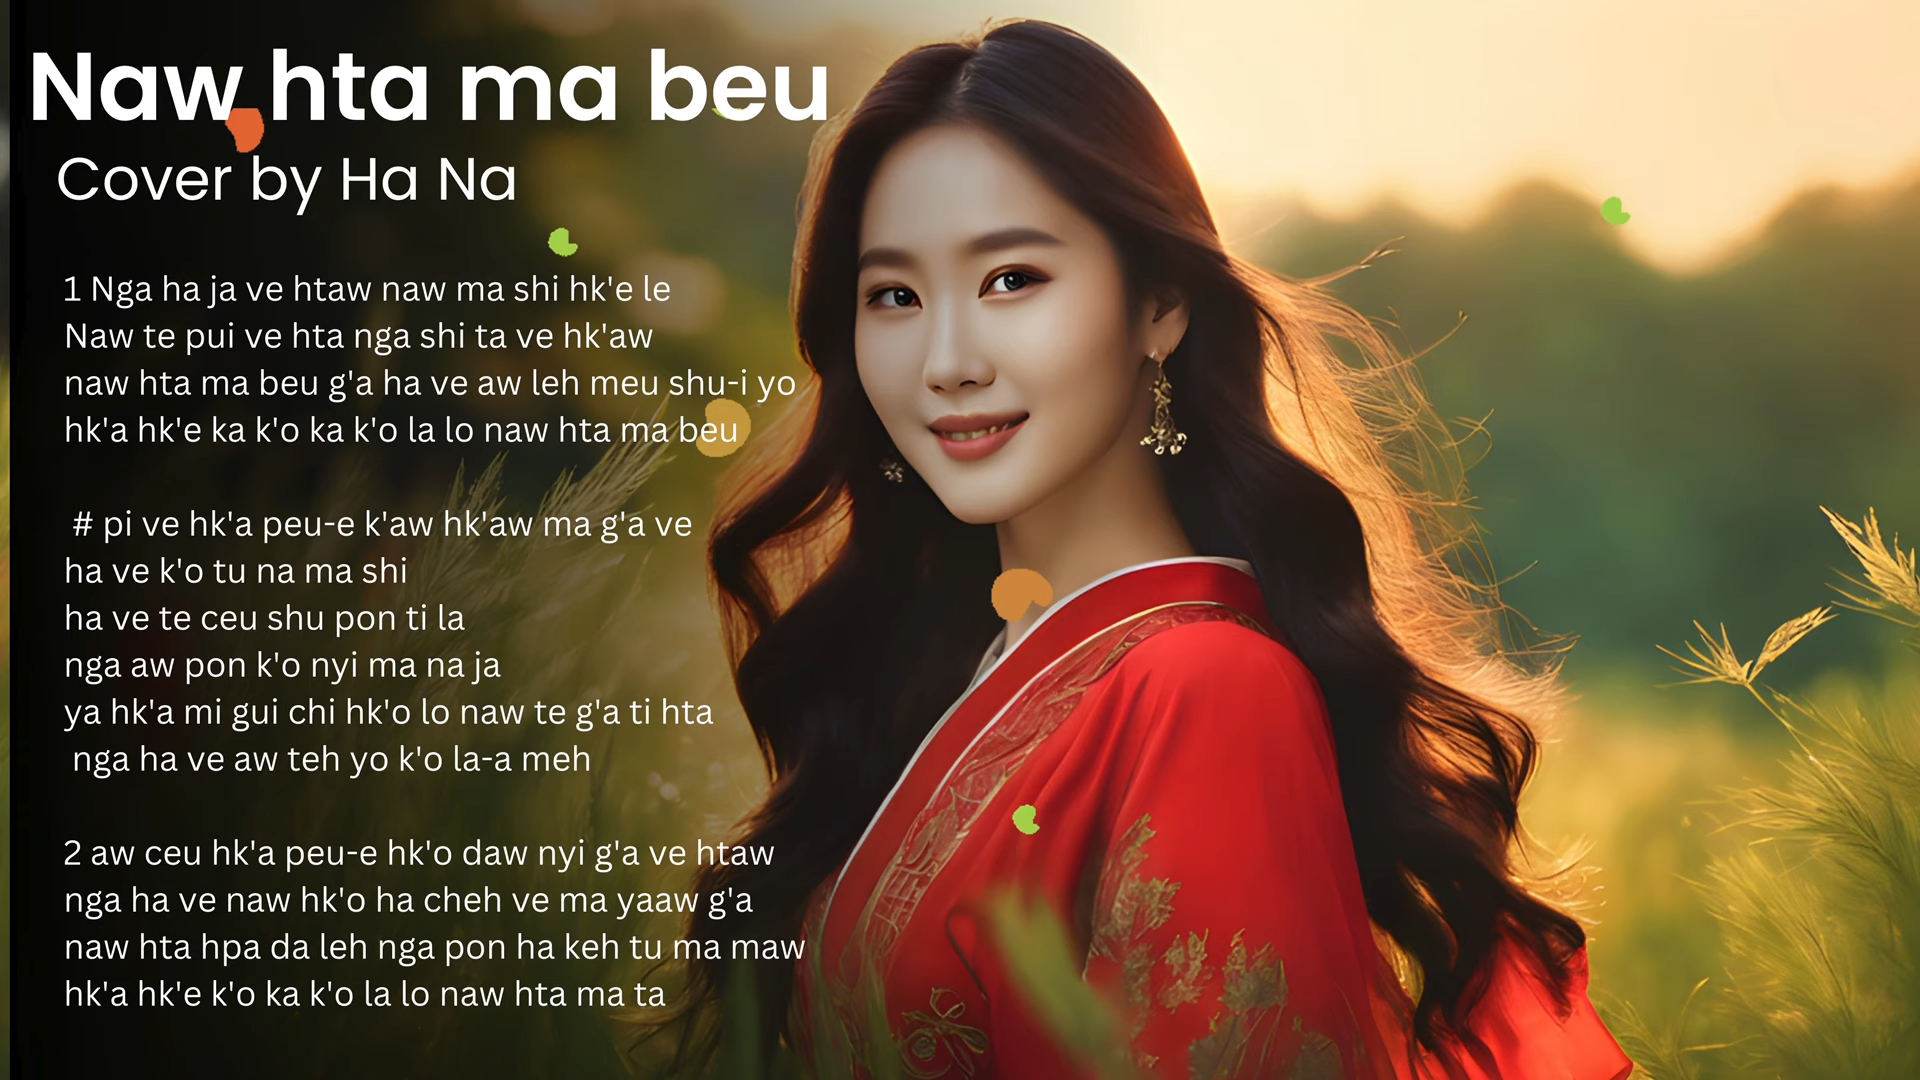 Naw hta ma beu
Cover by Ha Na
1 Nga ha ja ve htaw naw ma shi hk'e le
Naw te pui ve hta nga shi ta ve hk'aw
naw hta ma beu g'a ha ve aw leh meu shu-i yo
hk'a hk'e ka k'o ka k'o la lo naw hta ma beu
# pi ve hk'a peu-e k'aw hk'aw ma g'a ve
ha ve k'o tu na ma shi
ha ve te ceu shu pon ti la
nga aw pon k'o nyi ma na ja
ya hk'a mi gui chi hk'o lo naw te g'a ti hta
nga ha ve aw teh yo k'o la-a meh
2 aw ceu hk'a peu-e hk'o daw nyi g'a ve htaw
nga ha ve naw hk'o ha cheh ve ma yaaw g'a
naw hta hpa da leh nga pon ha keh tu ma maw
hk'a hk'e k'o ka k'o la lo naw hta ma ta